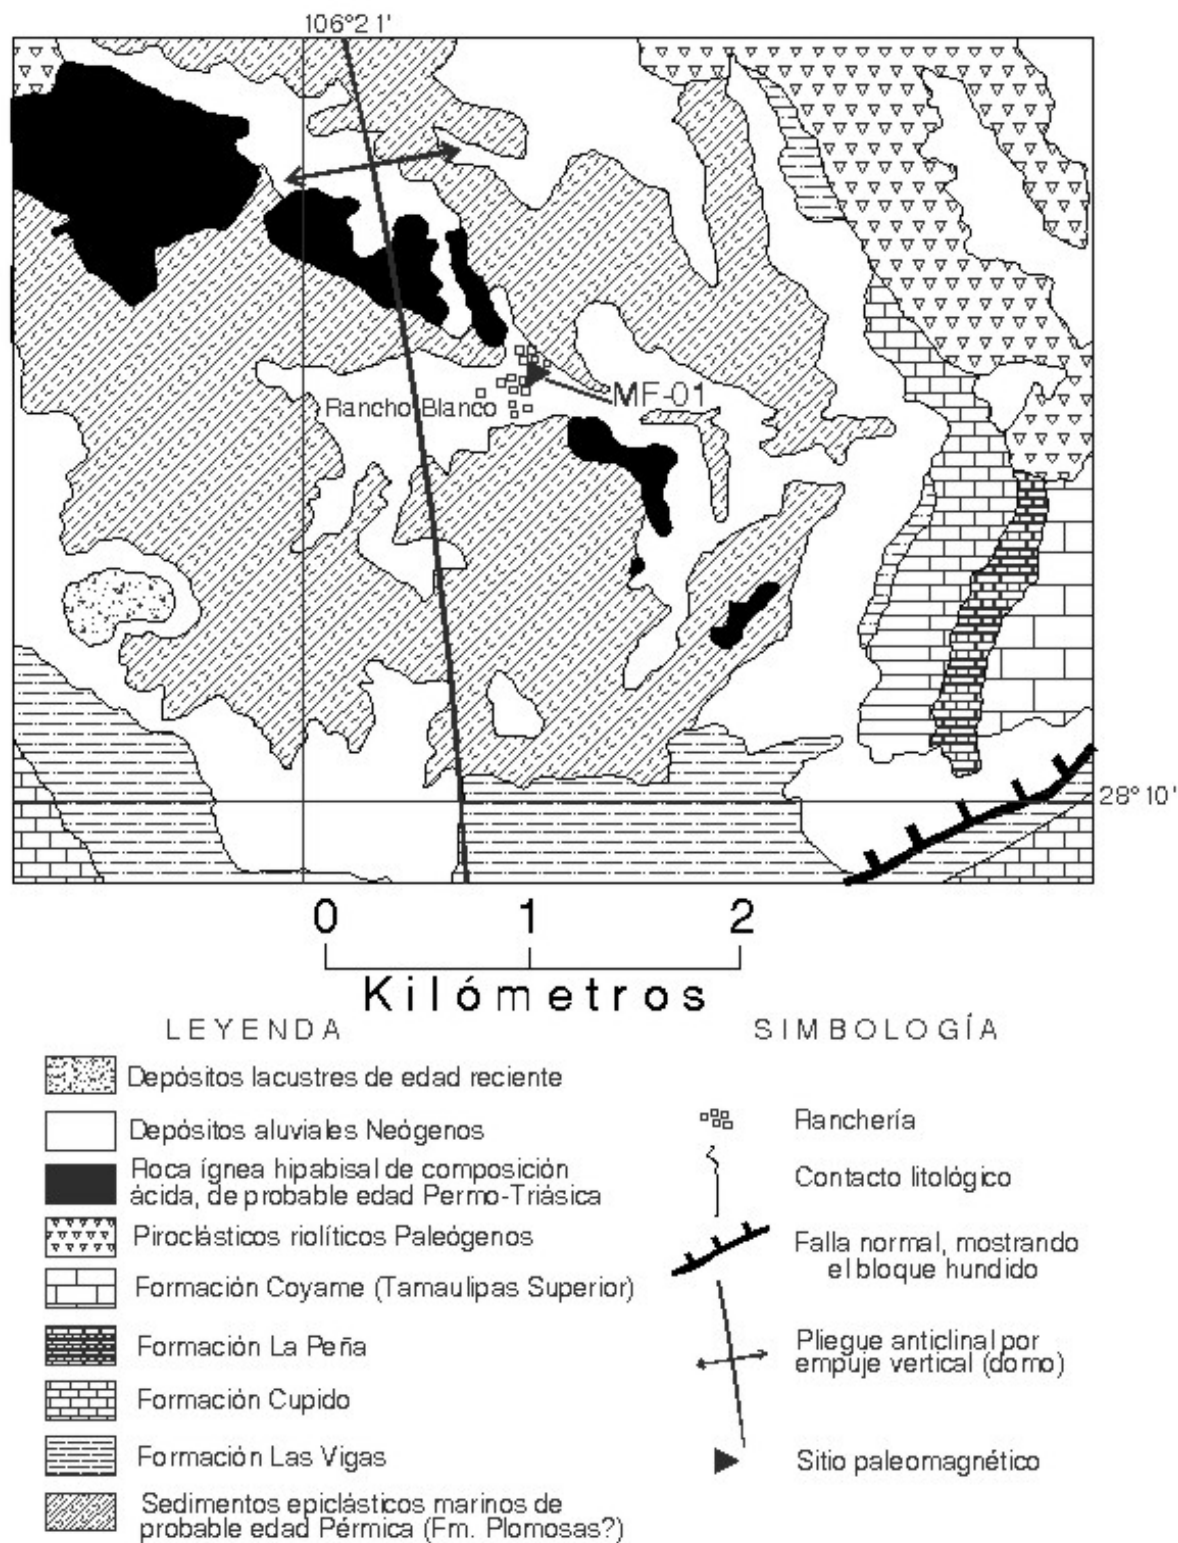 106°21'
MF-01
Rancho Blanco
28°10'
0 1 2
Kilómetros
LEYENDA
Depósitos lacustres de edad reciente
Depósitos aluviales Neógenos
Roca ígnea hipabisal de composición
ácida, de probable edad Permo-Triásica
Piroclásticos riolíticos Paleógenos
Formación Coyame (Tamaulipas Superior)
Formación La Peña
Formación Cupido
Formación Las Vigas
Sedimentos epiclásticos marinos de
probable edad Pérmica (Fm. Plomosas?)
SIMBOLOGÍA
Ranchería
Contacto litológico
Falla normal, mostrando
el bloque hundido
Pliegue anticlinal por
empuje vertical (domo)
Sitio paleomagnético